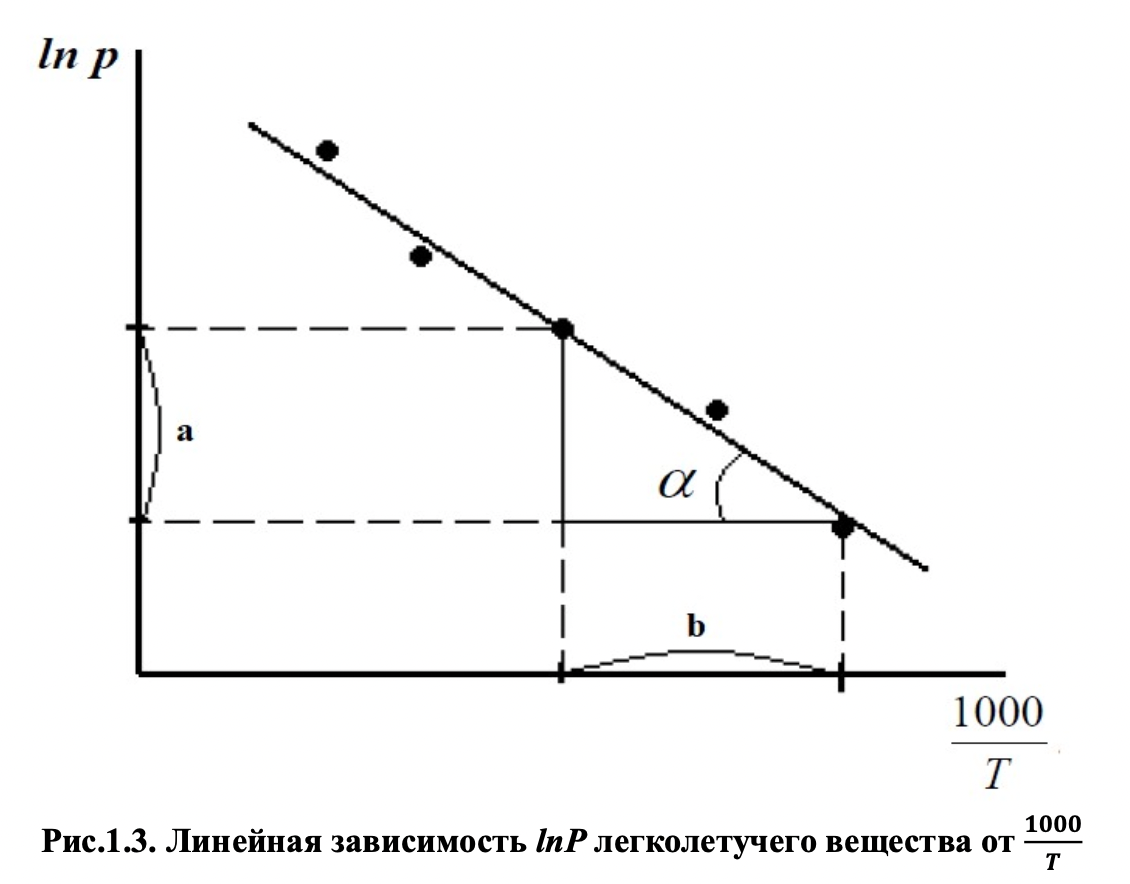 ln p
a
α
b
1000
T
Рис.1.3. Линейная зависимость lnP легколетучего вещества от 1000/T